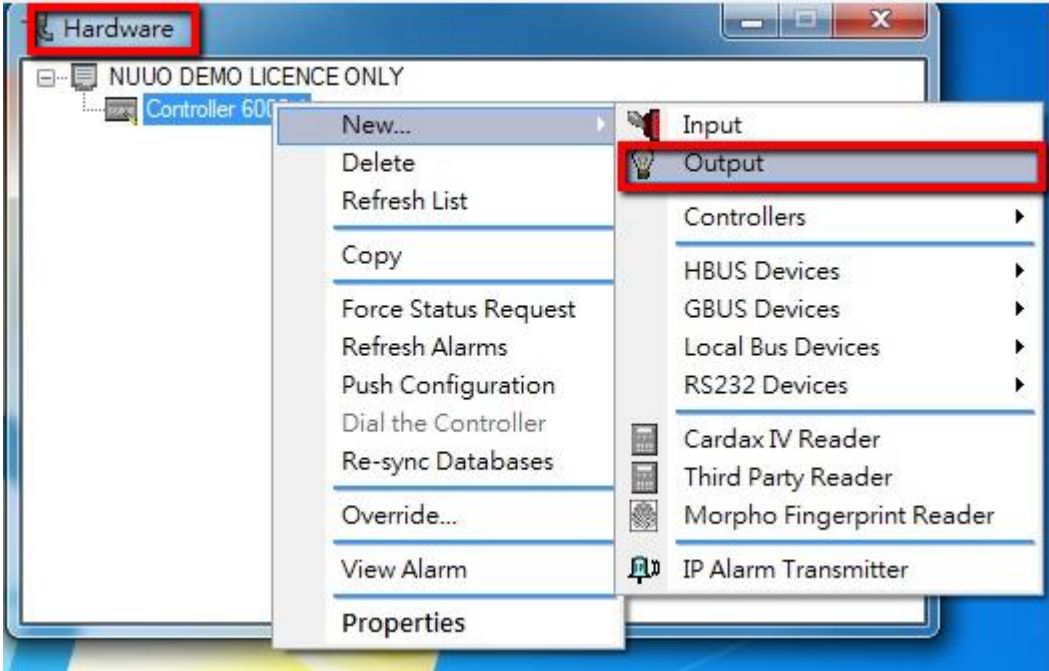 Hardware
NUUO DEMO LICENCE ONLY
Controller
New...
Delete
Refresh List
Copy
Force Status Request
Refresh Alarms
Push Configuration
Dial the Controller
Re-sync Databases
Override...
View Alarm
Properties
Input
Output
Controllers
HBUS Devices
GBUS Devices
Local Bus Devices
RS232 Devices
Cardax IV Reader
Third Party Reader
Morpho Fingerprint Reader
IP Alarm Transmitter